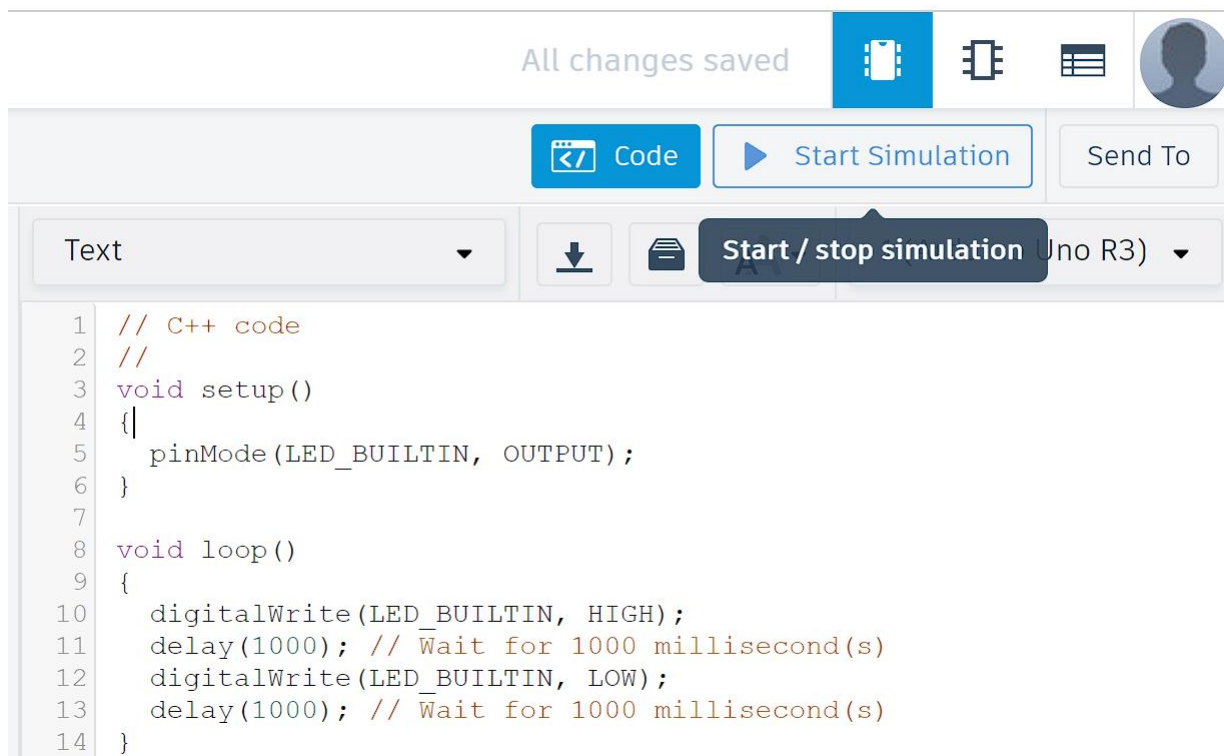 All changes saved
Code
Start Simulation
Send To
Text
Start / stop simulation
Uno R3)
1 // C++ code
2 //
3 void setup()
4 {
5   pinMode(LED_BUILTIN, OUTPUT);
6 }
7
8 void loop()
9 {
10   digitalWrite(LED_BUILTIN, HIGH);
11   delay(1000); // Wait for 1000 millisecond(s)
12   digitalWrite(LED_BUILTIN, LOW);
13   delay(1000); // Wait for 1000 millisecond(s)
14 }